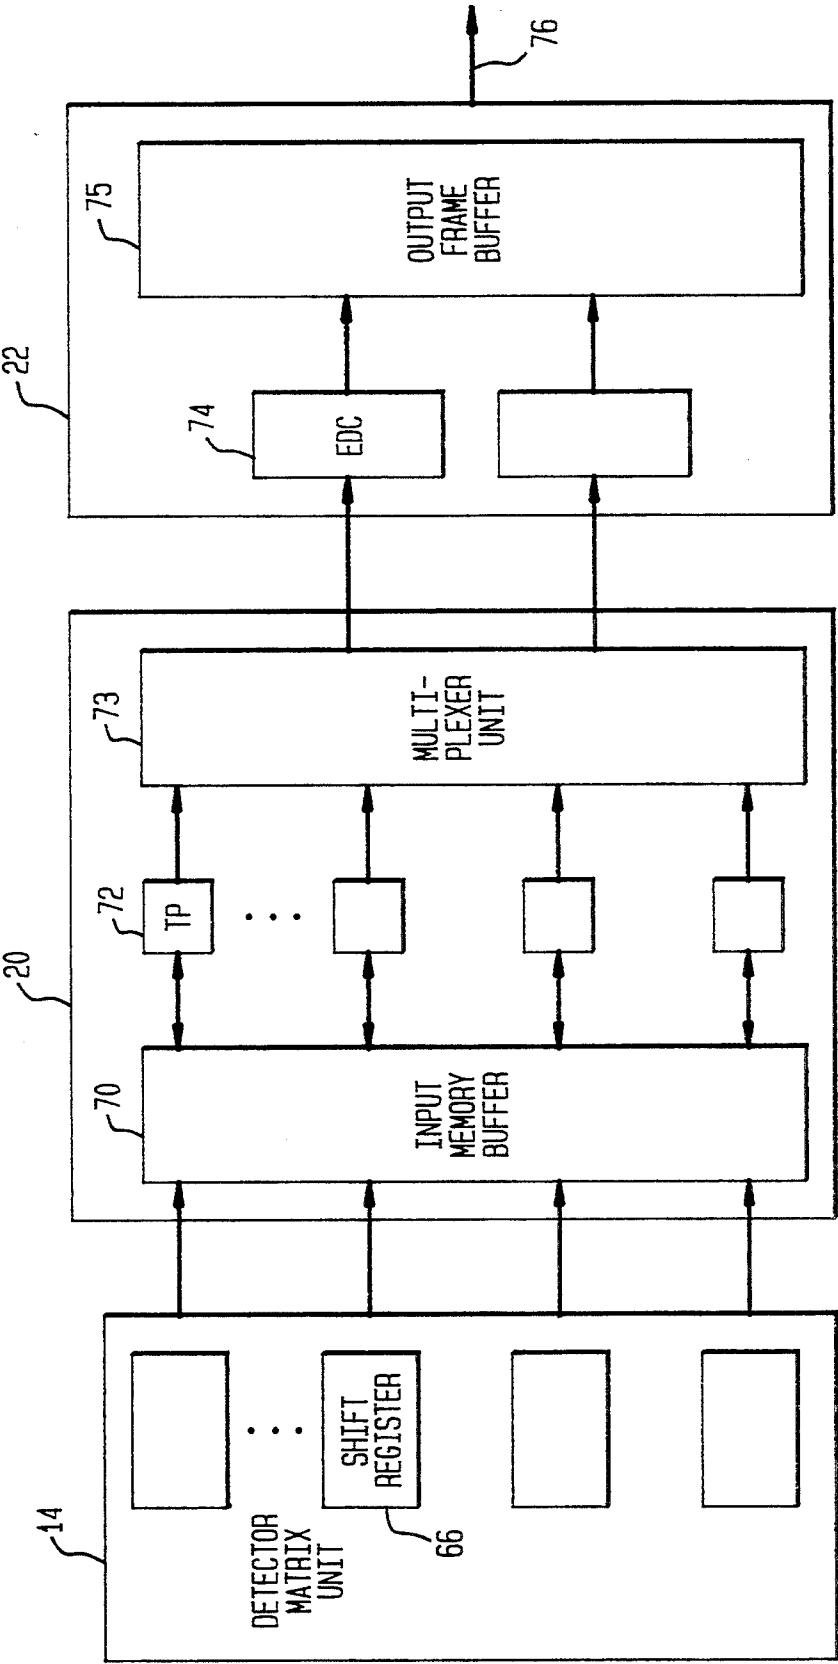 14
DETECTOR
MATRIX
UNIT
SHIFT
REGISTER
66
20
70
INPUT
MEMORY
BUFFER
72
TP
73
MULTI-
PLEXER
UNIT
22
74
EDC
75
OUTPUT
FRAME
BUFFER
76